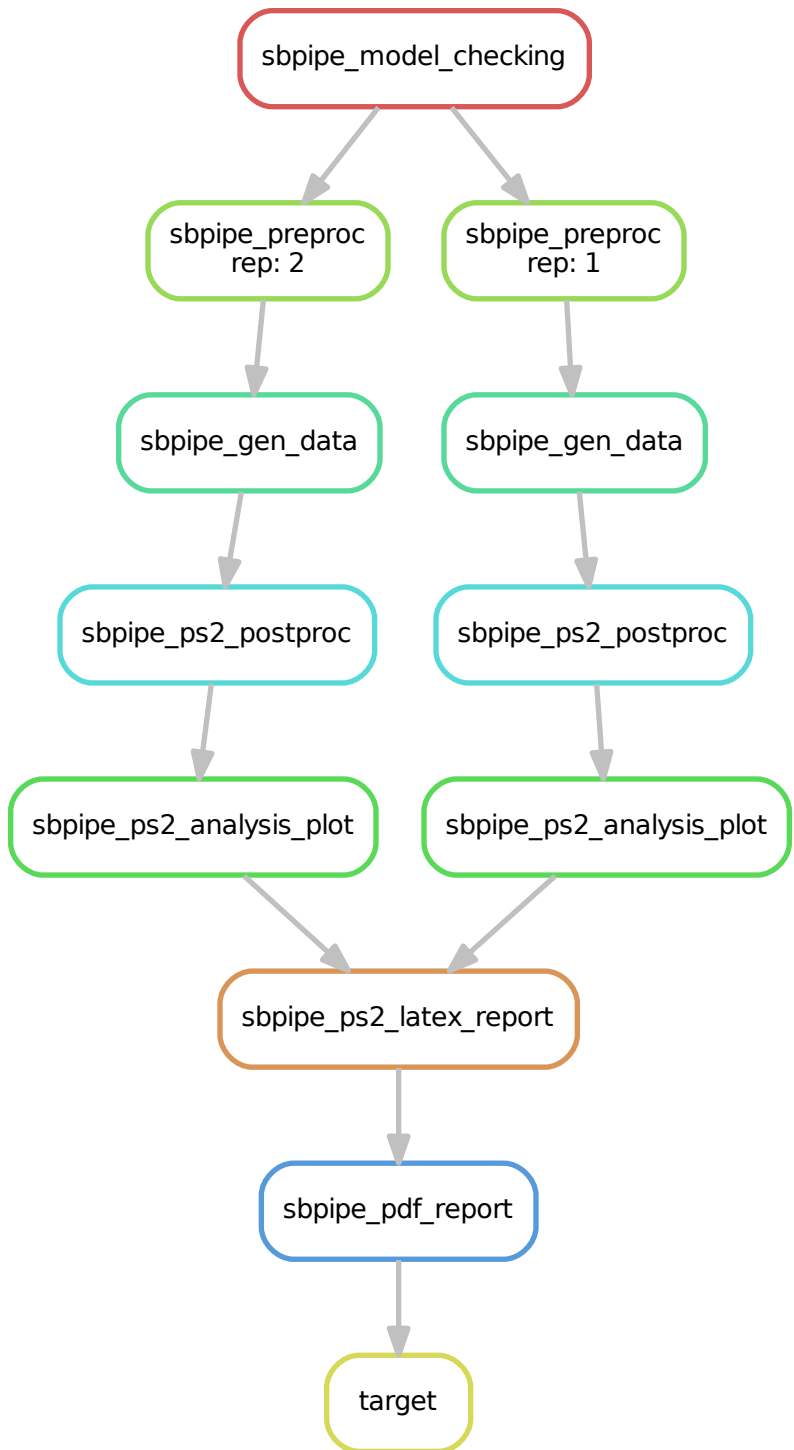 sbpipe_model_checking
sbpipe_preproc
rep: 2
sbpipe_preproc
rep: 1
sbpipe_gen_data
sbpipe_gen_data
sbpipe_ps2_postproc
sbpipe_ps2_postproc
sbpipe_ps2_analysis_plot
sbpipe_ps2_analysis_plot
sbpipe_ps2_latex_report
sbpipe_pdf_report
target